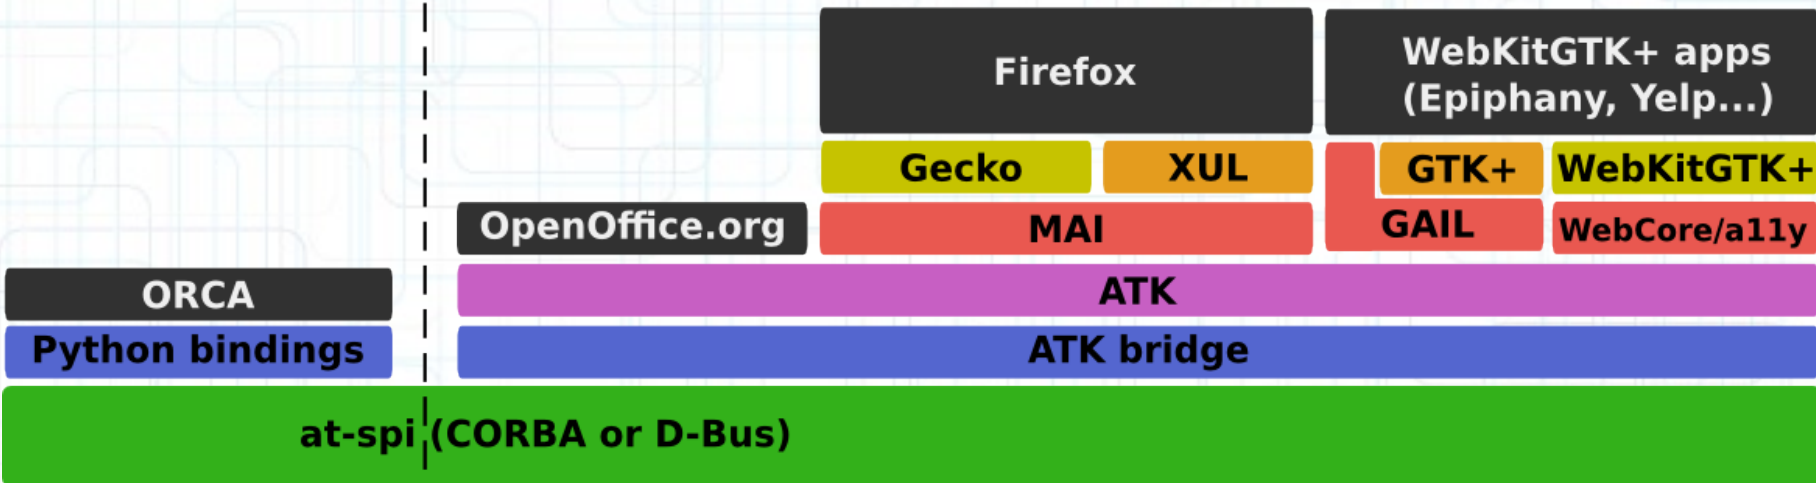 Firefox
WebKitGTK+ apps
(Epiphany, Yelp...)
Gecko
XUL
GTK+
WebKitGTK+
OpenOffice.org
MAI
GAIL
WebCore/a11y
ORCA
ATK
Python bindings
ATK bridge
at-spi (CORBA or D-Bus)